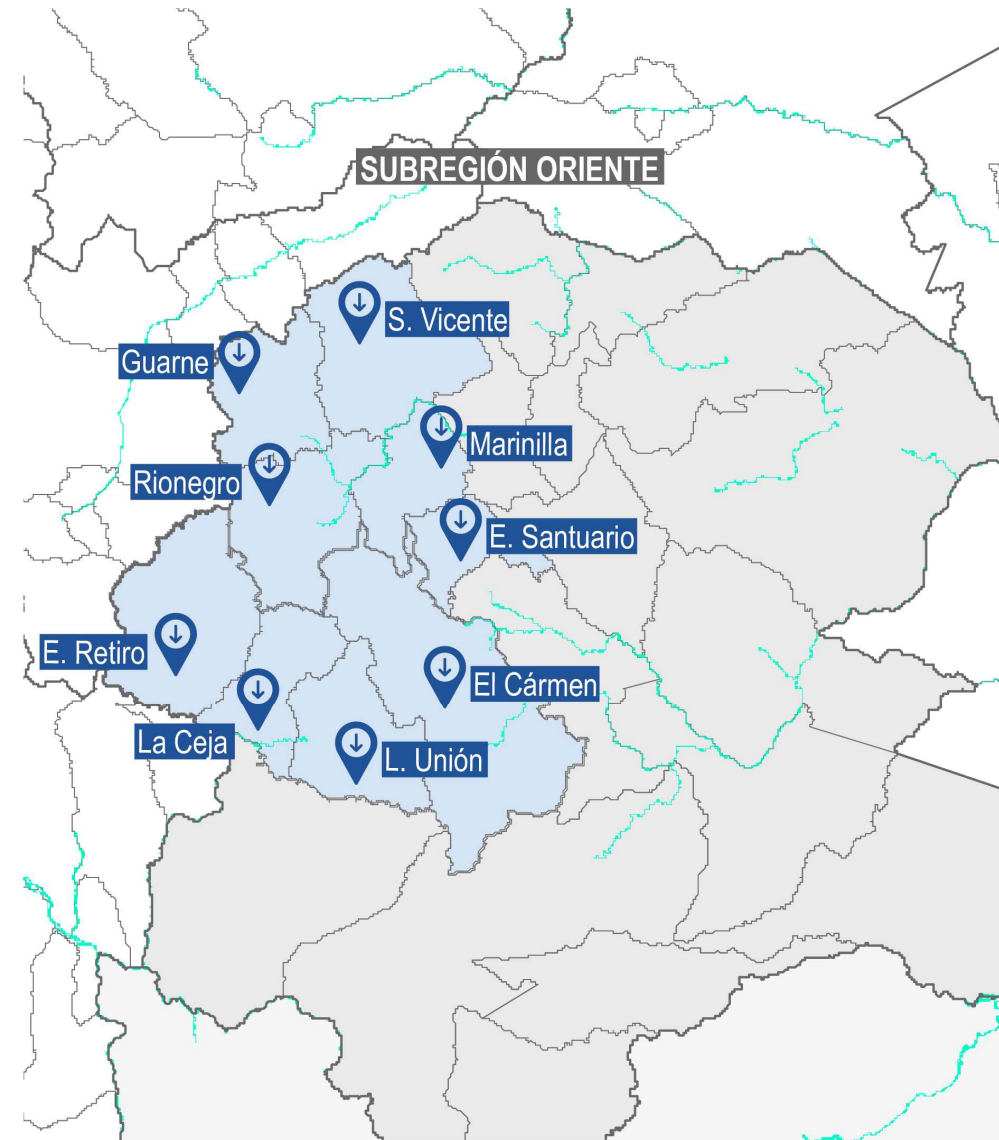 SUBREGIÓN ORIENTE
S. Vicente
Guarne
Marinilla
Rionegro
E. Santuario
E. Retiro
El Cármen
La Ceja
L. Unión